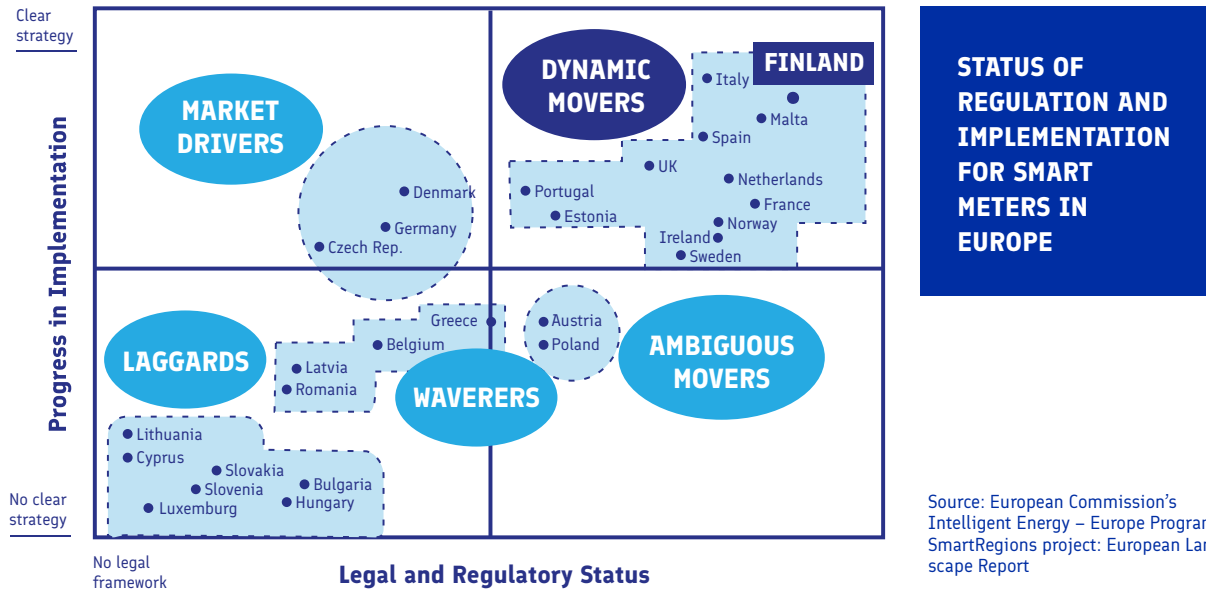 Clear
strategy
Progress in Implementation
No clear
strategy
No legal
framework
Legal and Regulatory Status
MARKET
DRIVERS
Denmark
Germany
Czech Rep.
DYNAMIC
MOVERS
FINLAND
Italy
Malta
Spain
UK
Netherlands
Portugal
France
Estonia
Norway
Ireland
Sweden
LAGGARDS
Greece
Belgium
Latvia
Romania
WAVERERS
Austria
Poland
AMBIGUOUS
MOVERS
Lithuania
Cyprus
Slovakia
Slovenia
Luxemburg
Bulgaria
Hungary
STATUS OF
REGULATION AND
IMPLEMENTATION
FOR SMART
METERS IN
EUROPE
Source: European Commission’s
Intelligent Energy – Europe Program
SmartRegions project: European Lan
scape Report